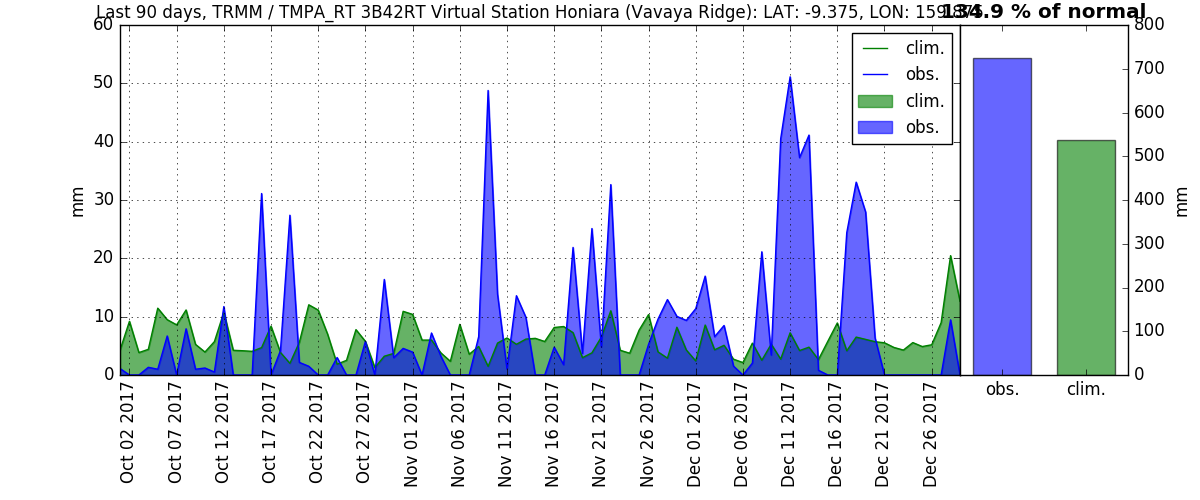 Last 90 days, TRMM / TMPA_RT 3B42RT Virtual Station Honiara (Vavaya Ridge): LAT: -9.375, LON:
134.9 % of normal
60
50
40
30
20
10
0
mm
clim.
obs.
clim.
obs.
Oct 02 2017
Oct 07 2017
Oct 12 2017
Oct 17 2017
Oct 22 2017
Oct 27 2017
Nov 01 2017
Nov 06 2017
Nov 11 2017
Nov 16 2017
Nov 21 2017
Nov 26 2017
Dec 01 2017
Dec 06 2017
Dec 11 2017
Dec 16 2017
Dec 21 2017
Dec 26 2017
800
700
600
500
400
300
200
100
0
mm
obs.
clim.